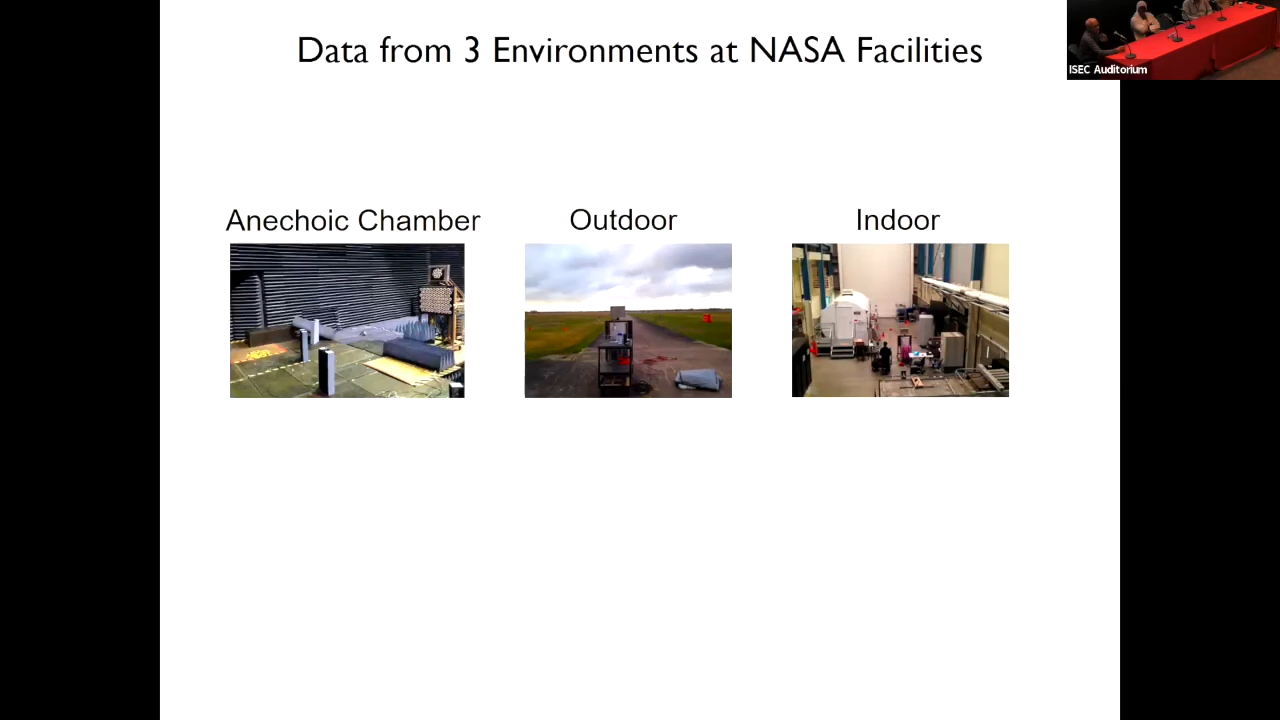 Data from 3 Environments at NASA Facilities
ISEC Auditorium
Anechoic Chamber
Outdoor
Indoor